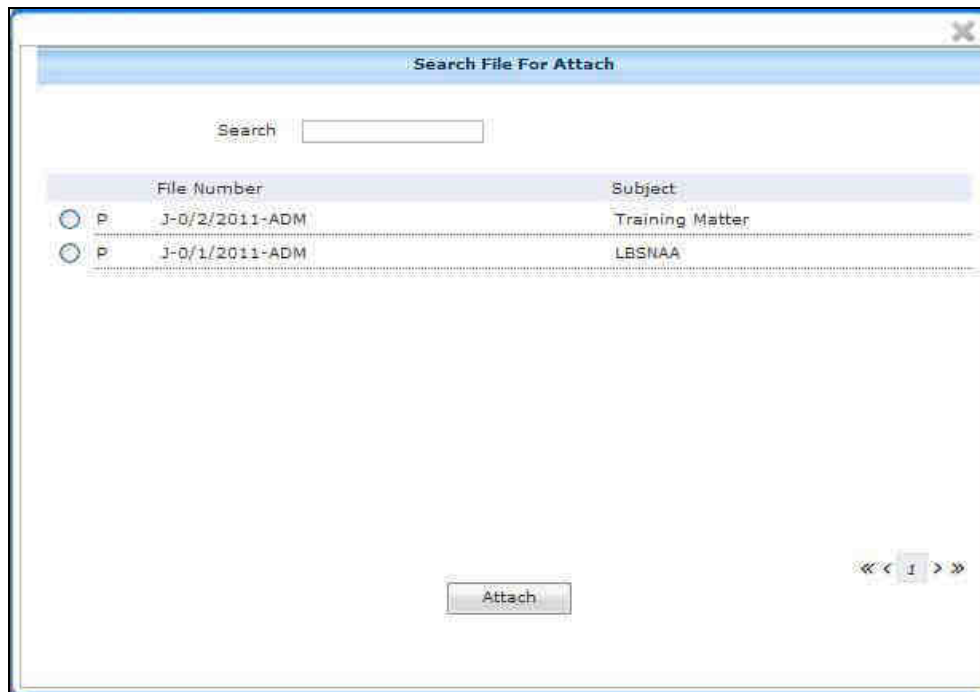 Search File For Attach
Search
File Number Subject
P J-0/2/2011-ADM Training Matter
P J-0/1/2011-ADM LBSNAA
« < 1 > »
Attach